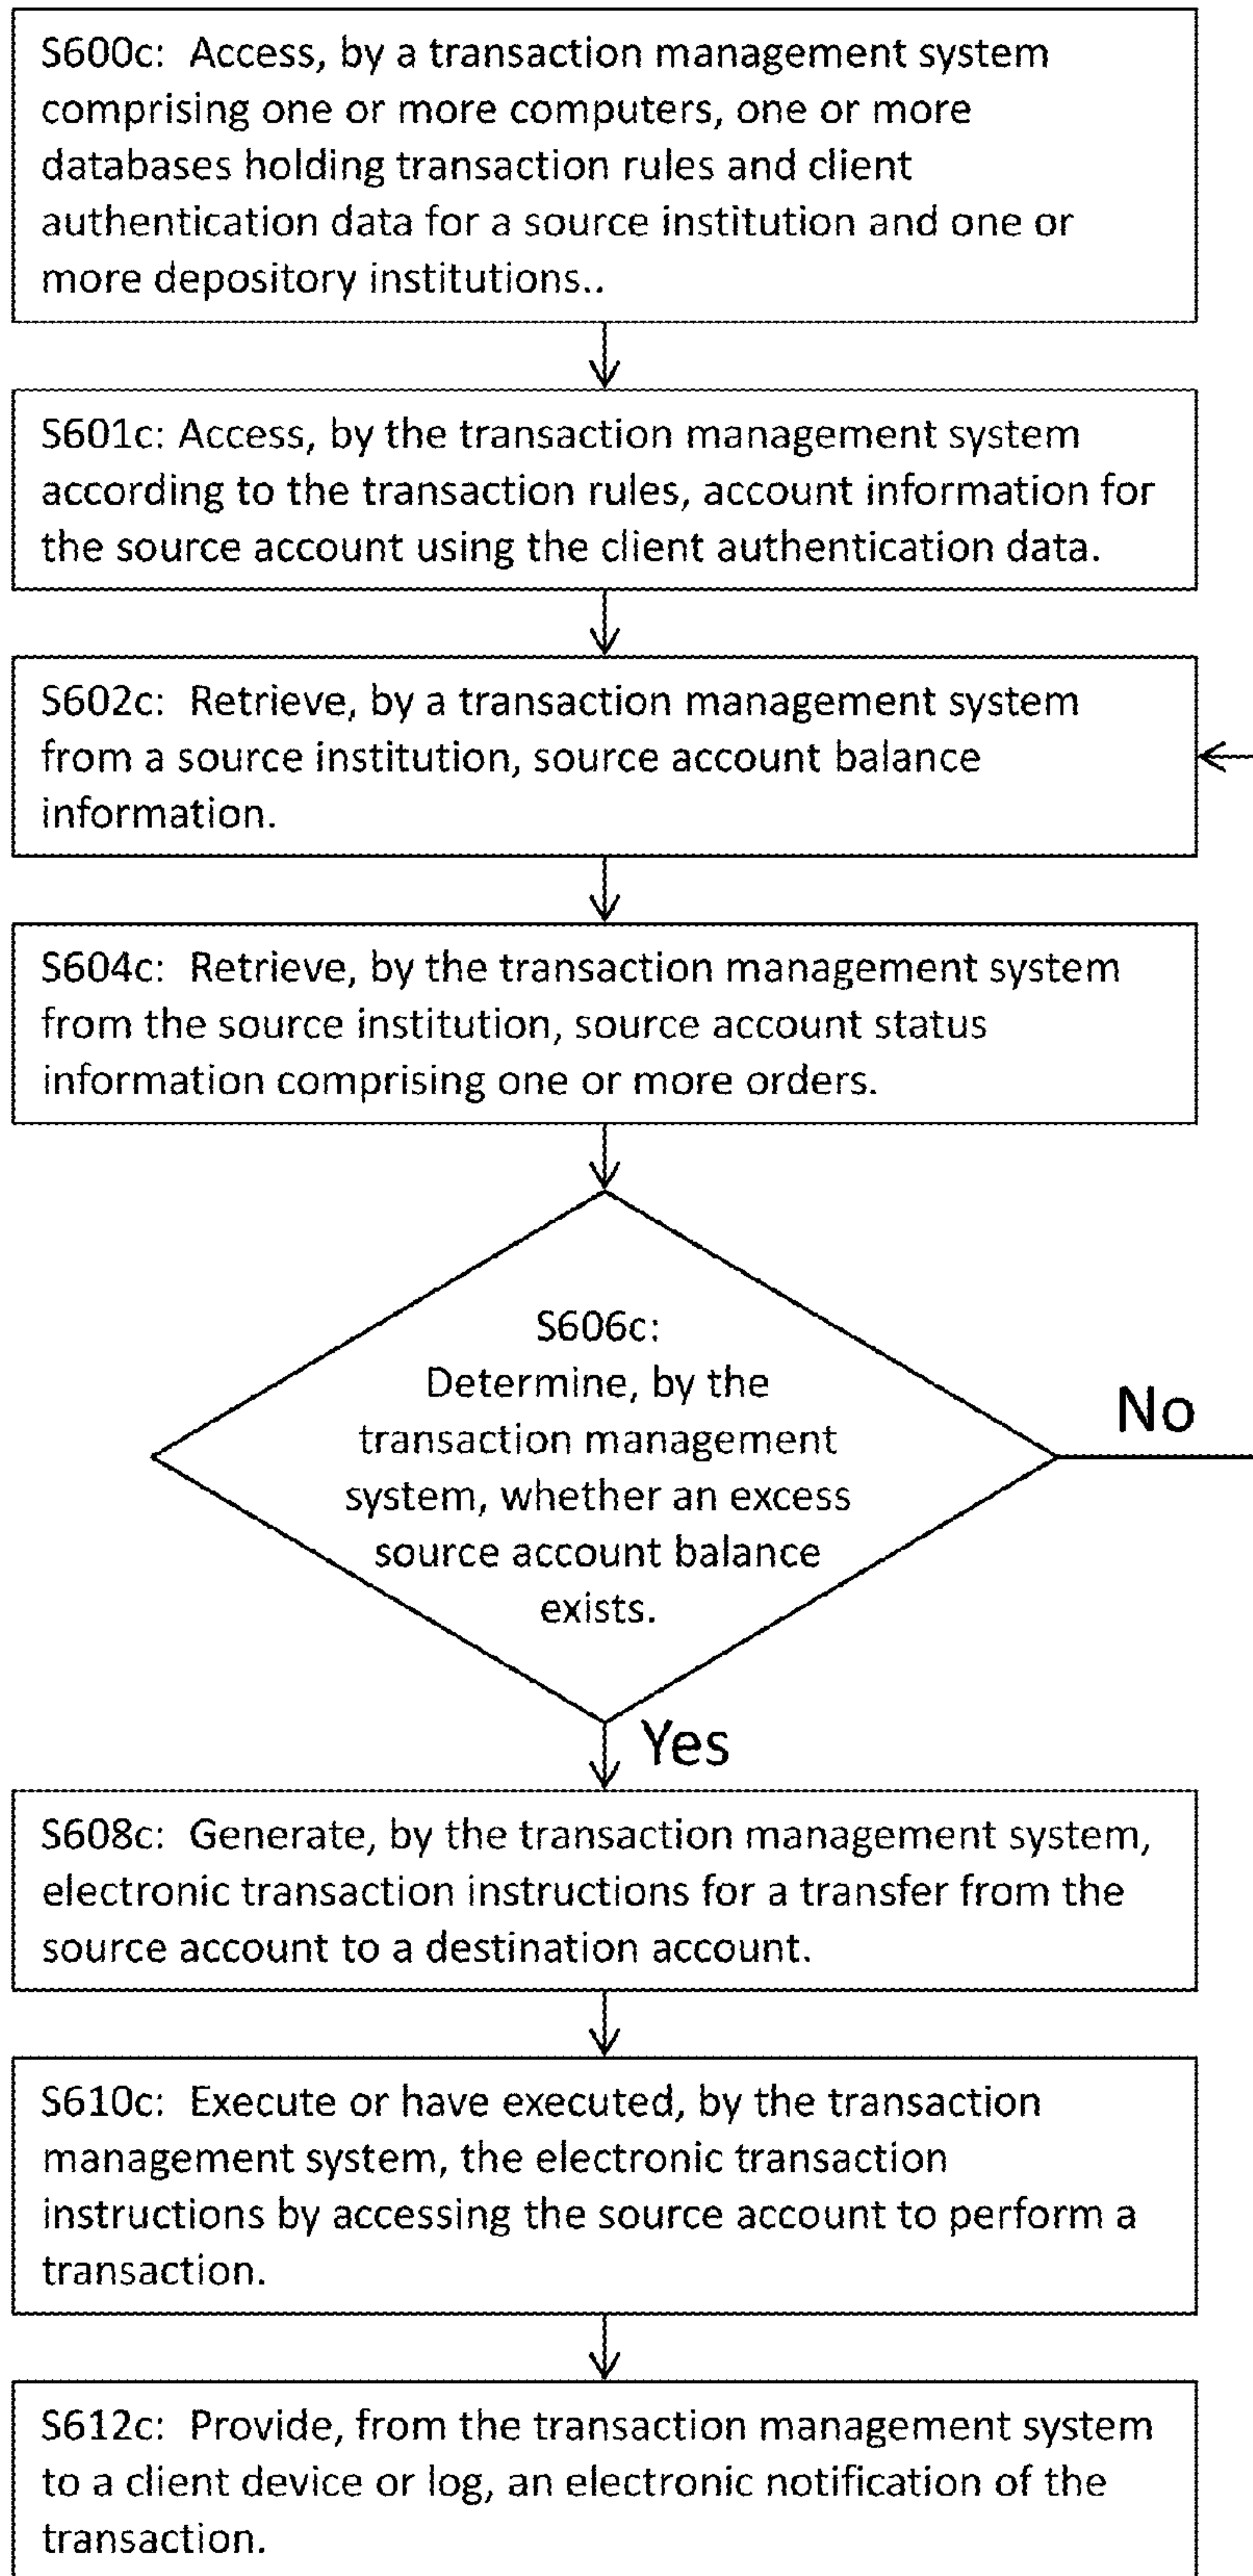 S600c: Access, by a transaction management system
comprising one or more computers, one or more
databases holding transaction rules and client
authentication data for a source institution and one or
more depository institutions..
S601c: Access, by the transaction management system
according to the transaction rules, account information for
the source account using the client authentication data.
S602c: Retrieve, by a transaction management system
from a source institution, source account balance
information.
S604c: Retrieve, by the transaction management system
from the source institution, source account status
information comprising one or more orders.
S606c:
Determine, by the
transaction management
system, whether an excess
source account balance
exists.
No
Yes
S608c: Generate, by the transaction management system,
electronic transaction instructions for a transfer from the
source account to a destination account.
S610c: Execute or have executed, by the transaction
management system, the electronic transaction
instructions by accessing the source account to perform a
transaction.
S612c: Provide, from the transaction management system
to a client device or log, an electronic notification of the
transaction.